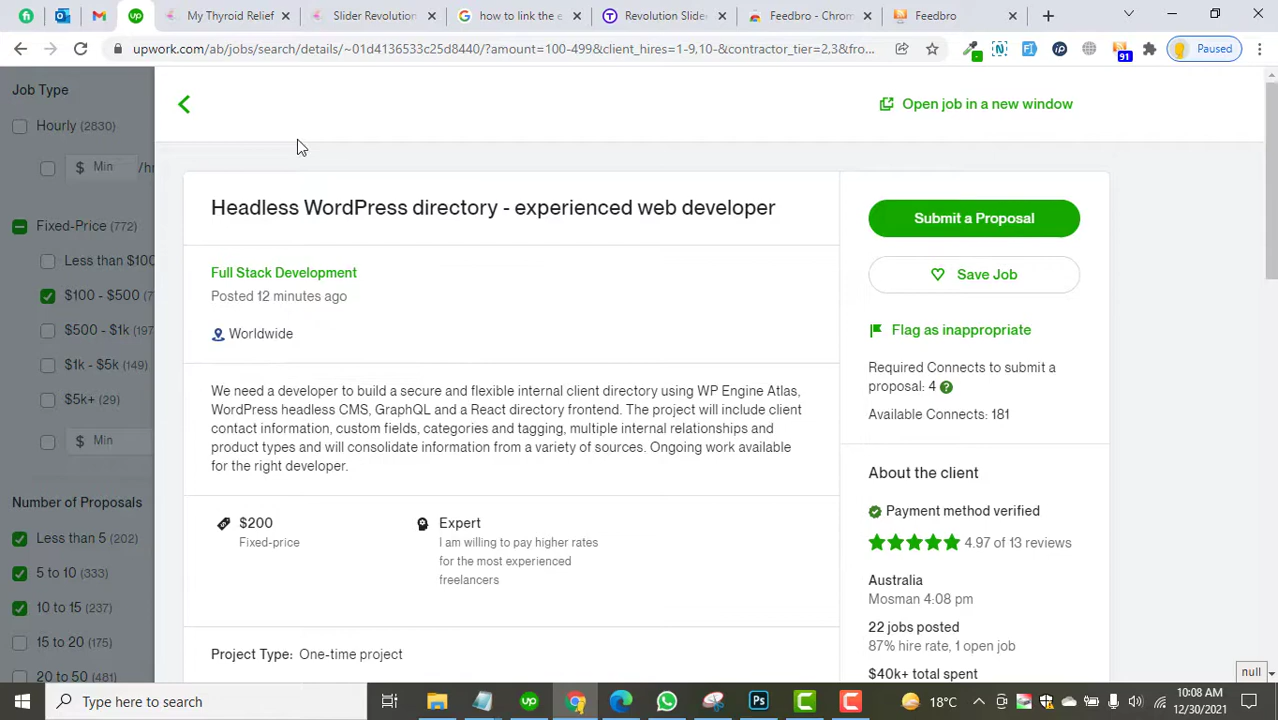 My Thyroid Relief
Slider Revolution
how to link the e
Revolution Slide
Feedbro - Chrom
Feedbro
upwork.com/ab/jobs/search/details/~01d4136533c25d8440/?amount=100-499&client_hires=1-9,10-&contractor_tier=2,3&fro...
91
Paused
Job Type
Hourly (2830)
$ Min /hr
Fixed-Price (772)
Less than $100
$100 - $500 (7
$500 - $1k (197
$1k - $5k (149)
$5k+ (29)
$ Min
Number of Proposals
Less than 5 (202)
5 to 10 (333)
10 to 15 (237)
15 to 20 (175)
20 to 50 (481)
Open job in a new window
Headless WordPress directory - experienced web developer
Full Stack Development
Posted 12 minutes ago
Worldwide
We need a developer to build a secure and flexible internal client directory using WP Engine Atlas,
WordPress headless CMS, GraphQL and a React directory frontend. The project will include client
contact information, custom fields, categories and tagging, multiple internal relationships and
product types and will consolidate information from a variety of sources. Ongoing work available
for the right developer.
$200
Fixed-price
Expert
I am willing to pay higher rates
for the most experienced
freelancers
Project Type: One-time project
Submit a Proposal
Save Job
Flag as inappropriate
Required Connects to submit a
proposal: 4
Available Connects: 181
About the client
Payment method verified
4.97 of 13 reviews
Australia
Mosman 4:08 pm
22 jobs posted
87% hire rate, 1 open job
$40k+ total spent
null
Type here to search
18°C
10:08 AM
12/30/2021